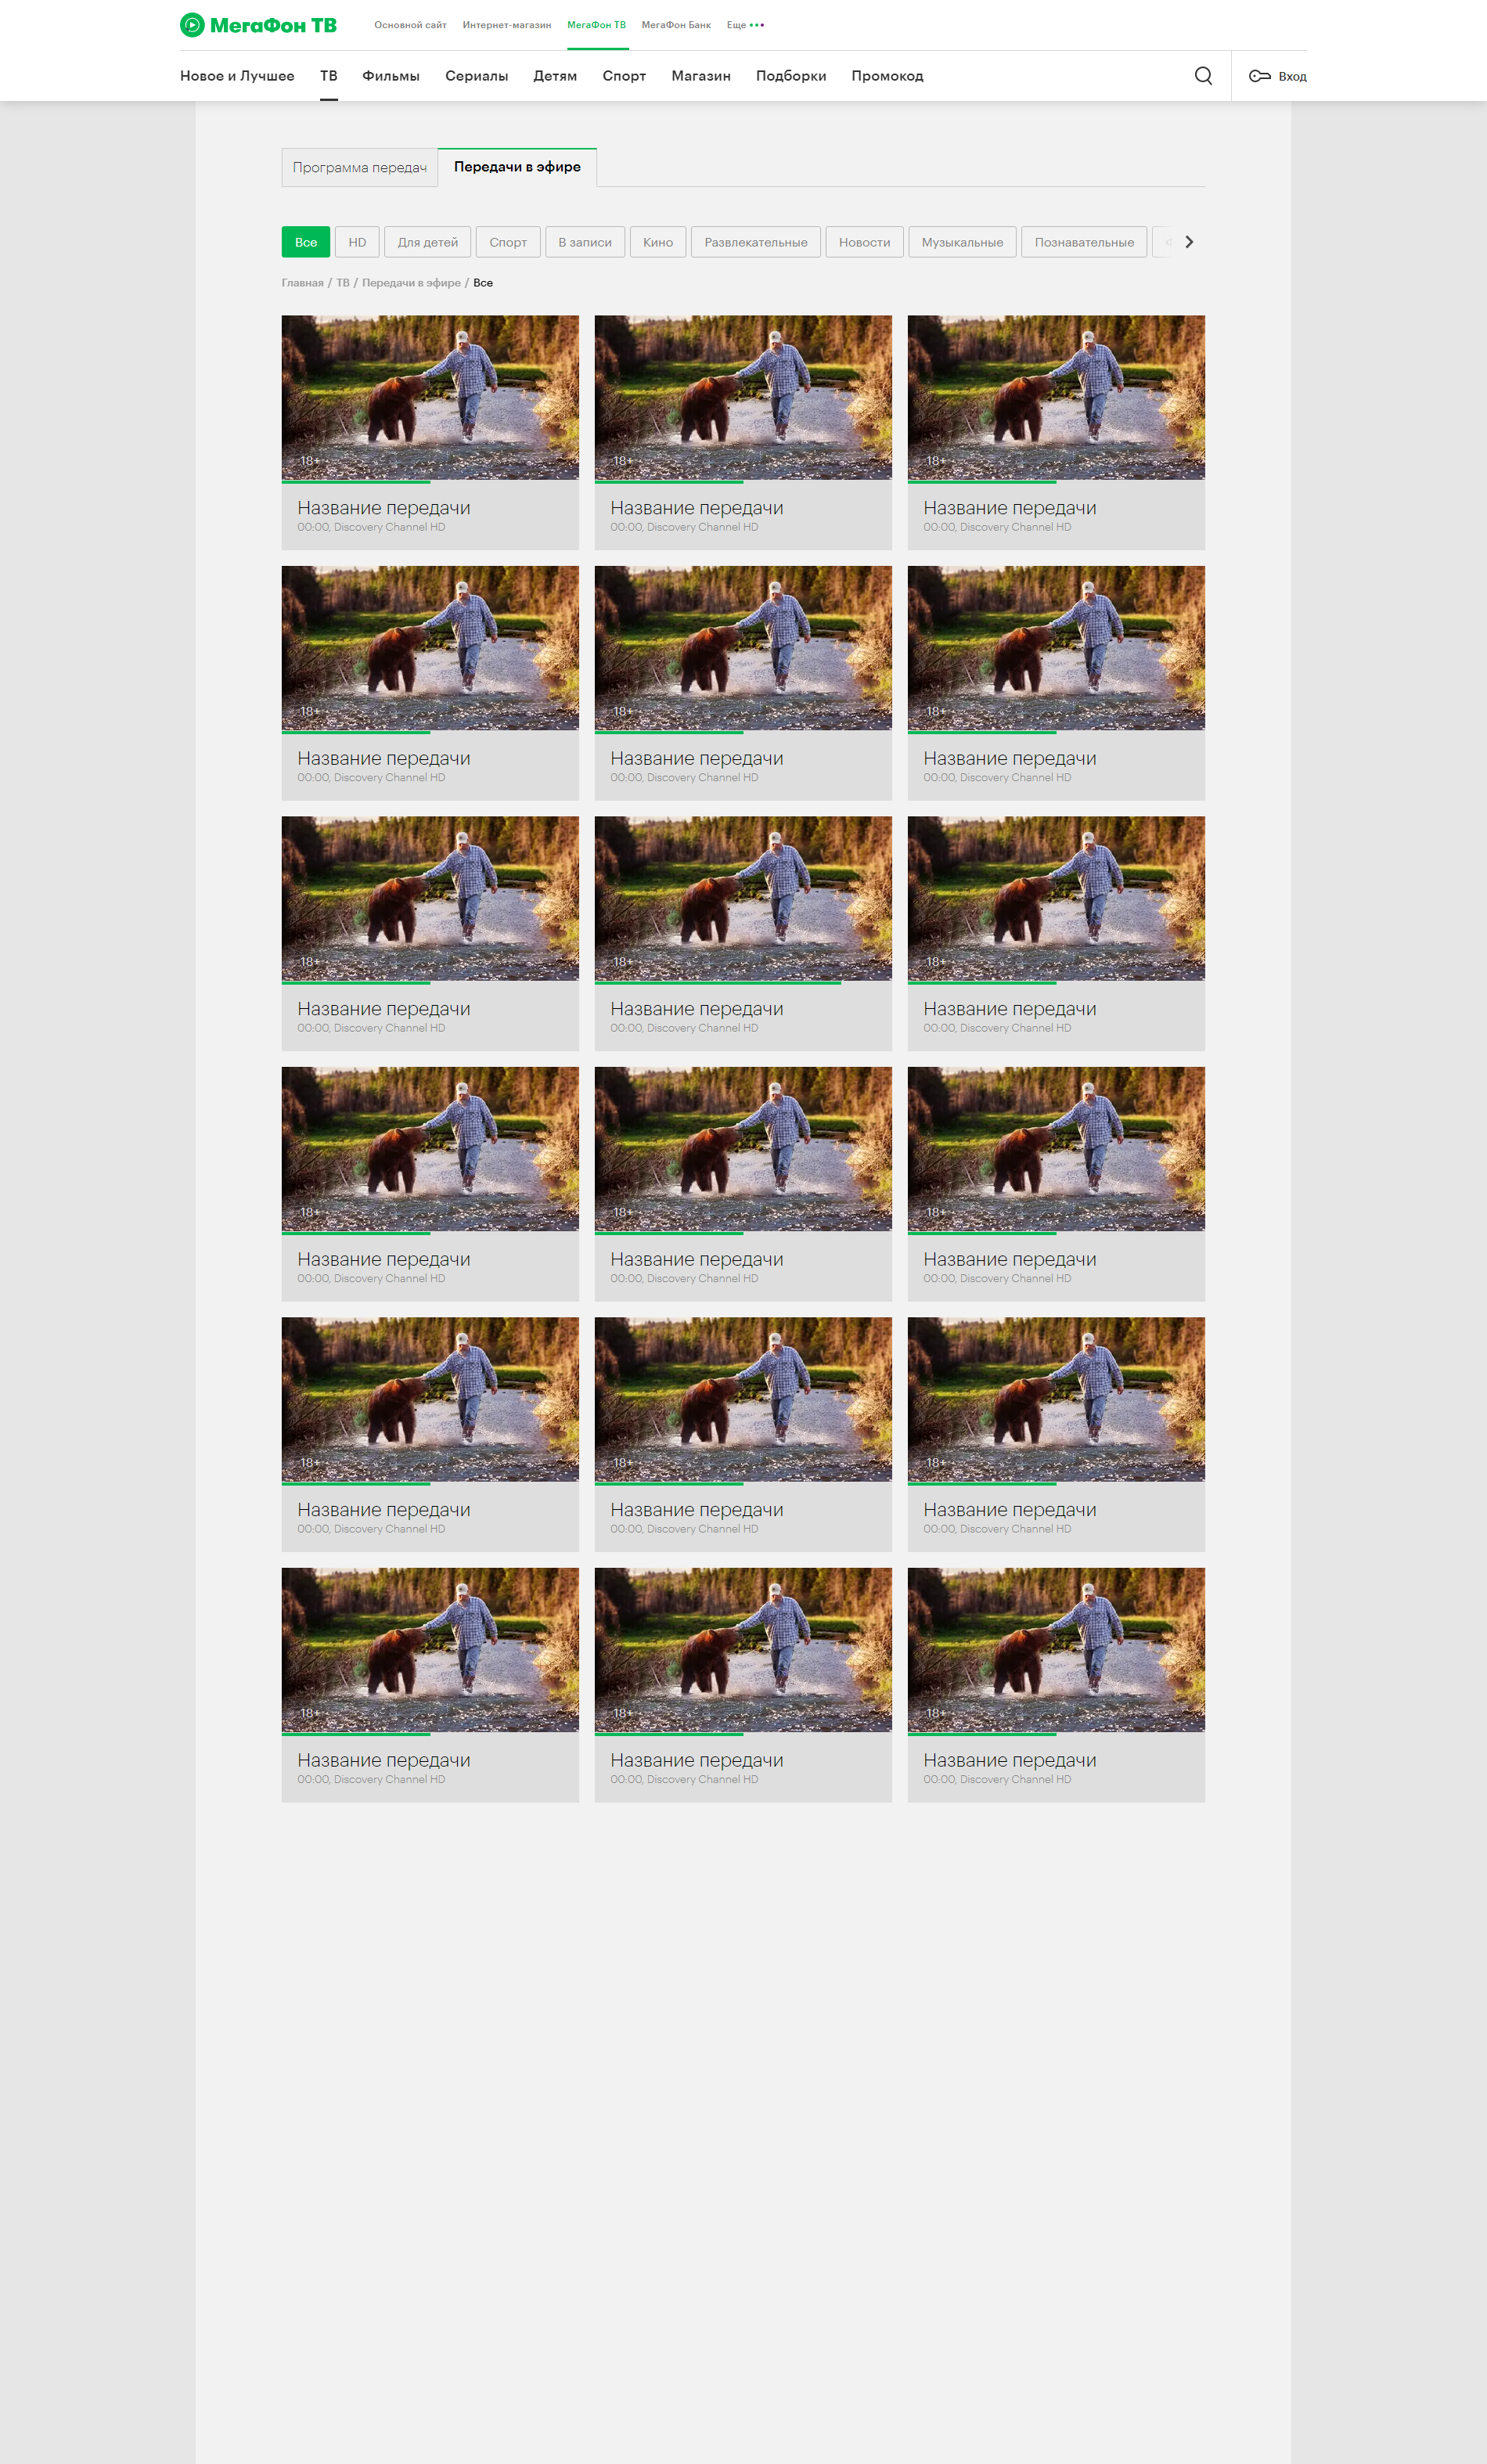 МегаФон ТВ
Основной сайт Интернет-магазин МегаФон ТВ МегаФон Банк Еще
Новое и Лучшее ТВ Фильмы Сериалы Детям Спорт Магазин Подборки Промокод Вход
Программа передач Передачи в эфире
Все HD Для детей Спорт В записи Кино Развлекательные Новости Музыкальные Познавательные
Главная / ТВ / Передачи в эфире / Все
18+ 18+ 18+
Название передачи Название передачи Название передачи
00:00, Discovery Channel HD 00:00, Discovery Channel HD 00:00, Discovery Channel HD
18+ 18+ 18+
Название передачи Название передачи Название передачи
00:00, Discovery Channel HD 00:00, Discovery Channel HD 00:00, Discovery Channel HD
18+ 18+ 18+
Название передачи Название передачи Название передачи
00:00, Discovery Channel HD 00:00, Discovery Channel HD 00:00, Discovery Channel HD
18+ 18+ 18+
Название передачи Название передачи Название передачи
00:00, Discovery Channel HD 00:00, Discovery Channel HD 00:00, Discovery Channel HD
18+ 18+ 18+
Название передачи Название передачи Название передачи
00:00, Discovery Channel HD 00:00, Discovery Channel HD 00:00, Discovery Channel HD
18+ 18+ 18+
Название передачи Название передачи Название передачи
00:00, Discovery Channel HD 00:00, Discovery Channel HD 00:00, Discovery Channel HD